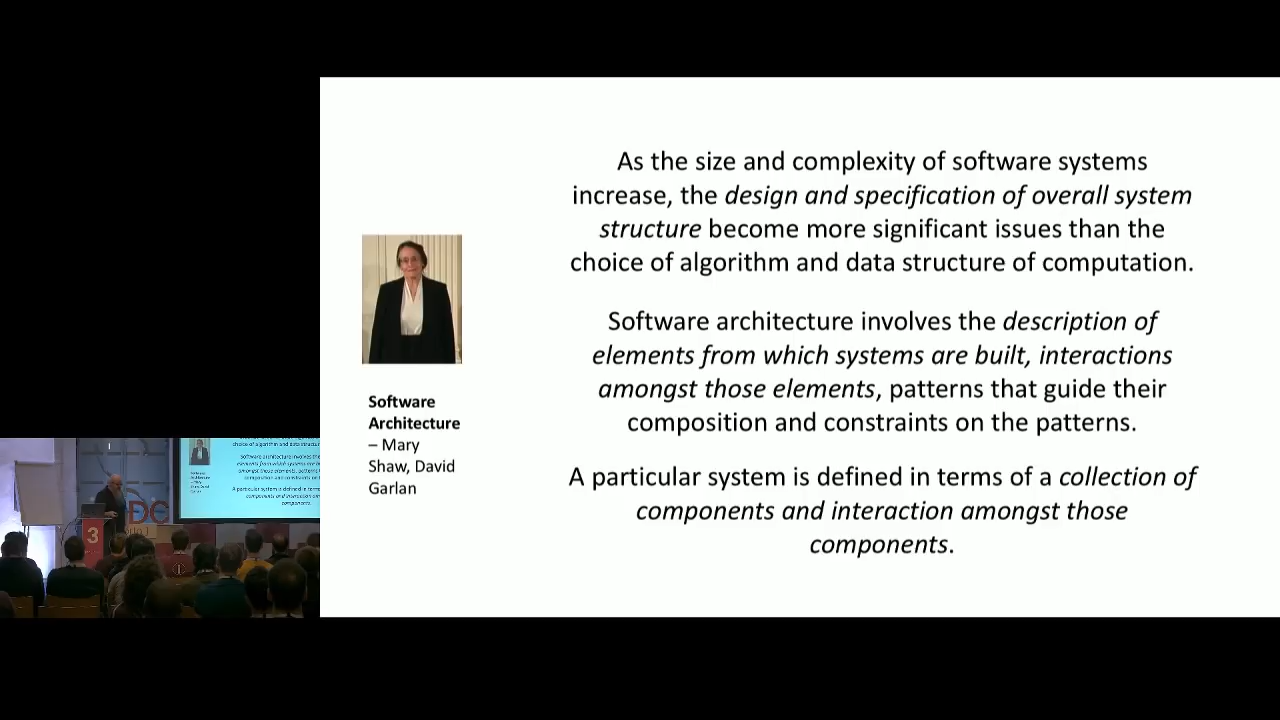 As the size and complexity of software systems
increase, the design and specification of overall system
structure become more significant issues than the
choice of algorithm and data structure of computation.
Software architecture involves the description of
elements from which systems are built, interactions
amongst those elements, patterns that guide their
composition and constraints on the patterns.
A particular system is defined in terms of a collection of
components and interaction amongst those
components.
Software
Architecture
– Mary
Shaw, David
Garlan
3